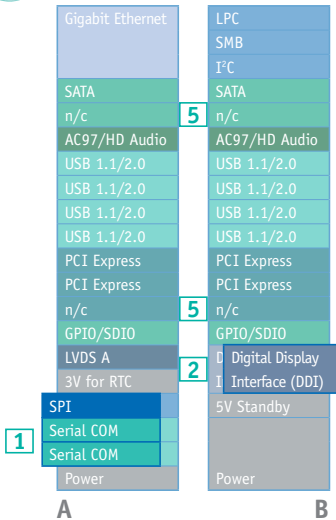 Gigabit Ethernet
SATA
n/c
AC97/HD Audio
USB 1.1/2.0
USB 1.1/2.0
USB 1.1/2.0
USB 1.1/2.0
PCI Express
PCI Express
n/c
GPIO/SDIO
LVDS A
3V for RTC
SPI
Serial COM
Serial COM
Power
A
1
5
5
2
LPC
SMB
I²C
SATA
n/c
AC97/HD Audio
USB 1.1/2.0
USB 1.1/2.0
USB 1.1/2.0
USB 1.1/2.0
PCI Express
PCI Express
n/c
GPIO/SDIO
Digital Display
Interface (DDI)
5V Standby
Power
B